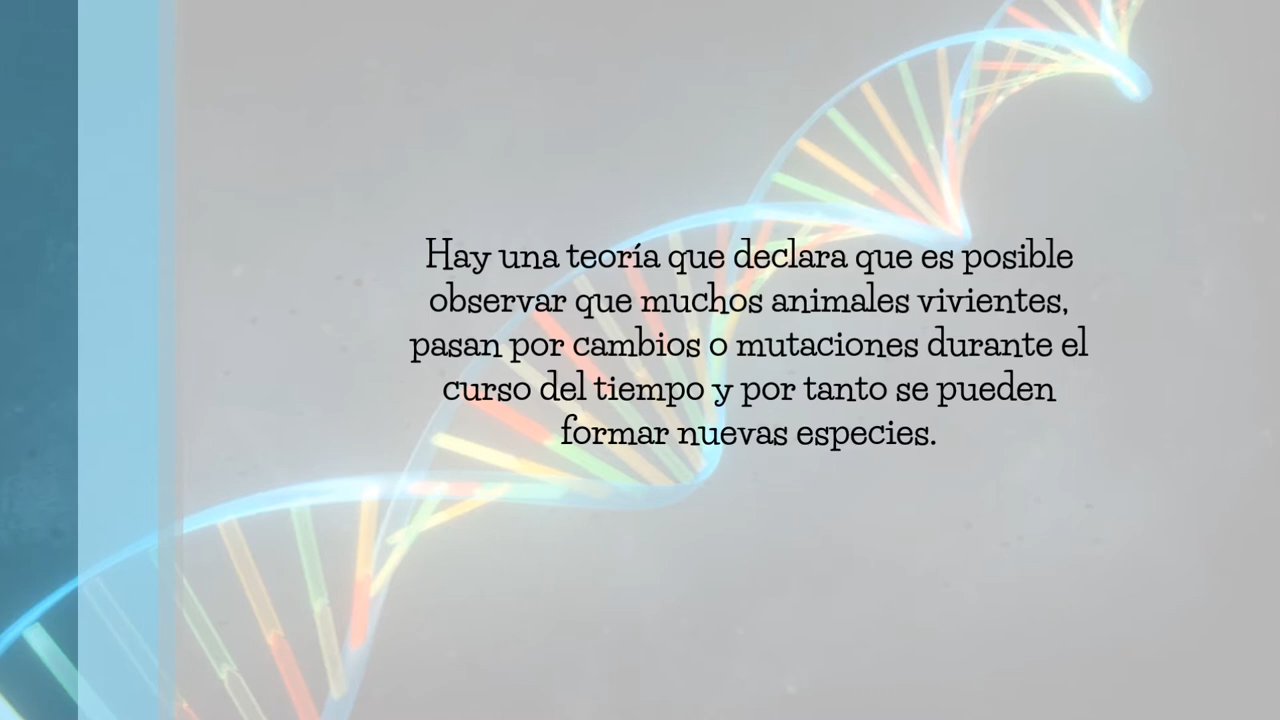 Hay una teoría que declara que es posible
observar que muchos animales vivientes,
pasan por cambios o mutaciones durante el
curso del tiempo y por tanto se pueden
formar nuevas especies.